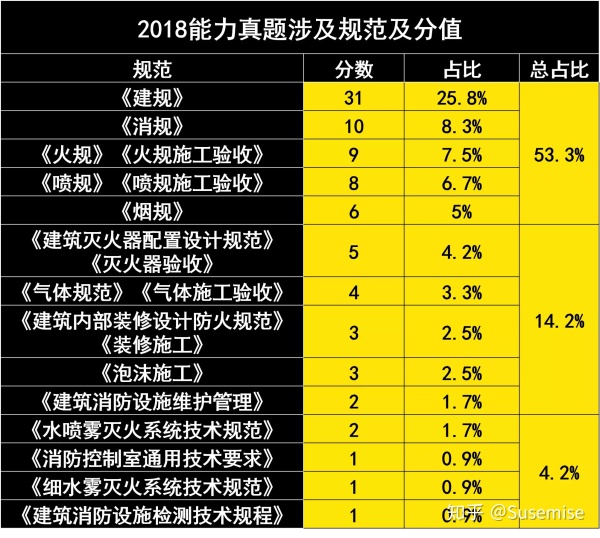 2018能力真题涉及规范及分值
规范 分数 占比 总占比
《建规》 31 25.8%
《消规》 10 8.3%
《火规》《火规施工验收》 9 7.5% 53.3%
《喷规》《喷规施工验收》 8 6.7%
《烟规》 6 5%
《建筑灭火器配置设计规范》
《灭火器验收》 5 4.2%
《气体规范》《气体施工验收》 4 3.3%
《建筑内部装修设计防火规范》
《装修施工》 3 2.5% 14.2%
《泡沫施工》 3 2.5%
《建筑消防设施维护管理》 2 1.7%
《水喷雾灭火系统技术规范》 2 1.7%
《消防控制室通用技术要求》 1 0.9%
《细水雾灭火系统技术规范》 1 0.9% 4.2%
《建筑消防设施检测技术规程》 1 0.9%
知乎 @Susemise